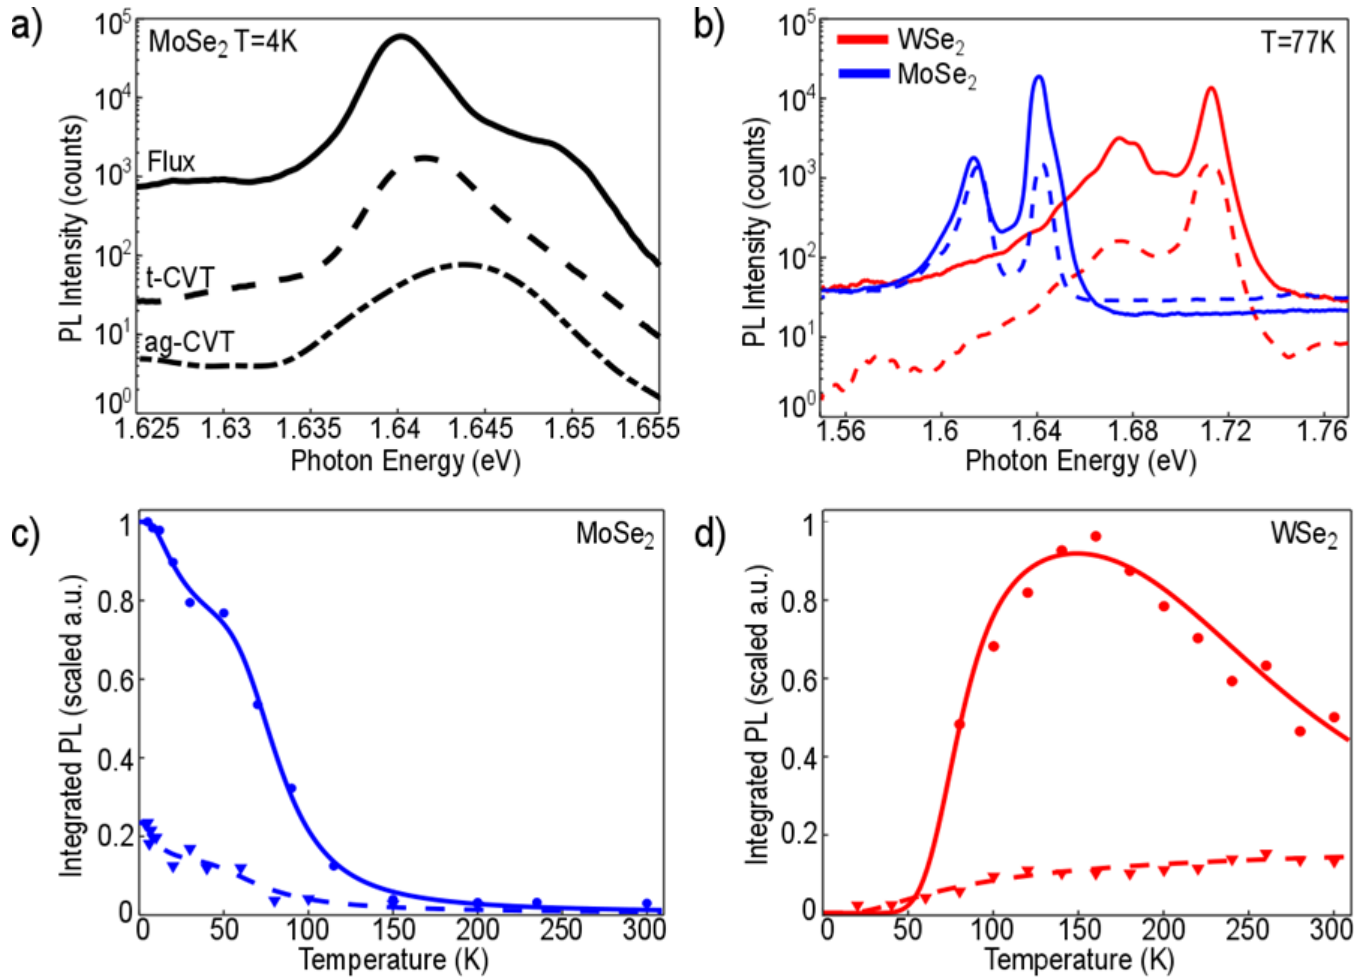 a)
MoSe2 T=4K
10^5
10^4
10^3
10^2
10^1
10^0
PL Intensity (counts)
Flux
t-CVT
ag-CVT
1.625 1.63 1.635 1.64 1.645 1.65 1.655
Photon Energy (eV)
b)
WSe2
MoSe2
T=77K
10^5
10^4
10^3
10^2
10^1
10^0
PL Intensity (counts)
1.56 1.6 1.64 1.68 1.72 1.76
Photon Energy (eV)
c)
MoSe2
1
0.8
0.6
0.4
0.2
0
Integrated PL (scaled a.u.)
0 50 100 150 200 250 300
Temperature (K)
d)
WSe2
1
0.8
0.6
0.4
0.2
0
Integrated PL (scaled a.u.)
0 50 100 150 200 250 300
Temperature (K)